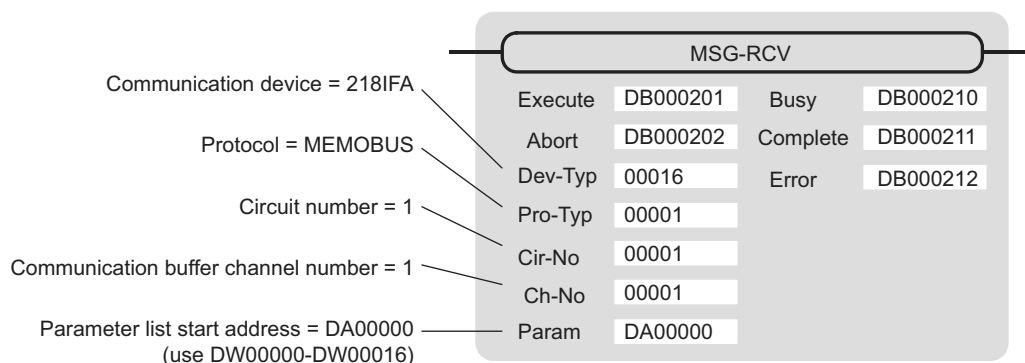 MSG-RCV
Communication device = 218IFA
Protocol = MEMOBUS
Circuit number = 1
Communication buffer channel number = 1
Parameter list start address = DA00000
(use DW00000-DW00016)
Execute DB000201 Busy DB000210
Abort DB000202 Complete DB000211
Dev-Typ 00016 Error DB000212
Pro-Typ 00001
Cir-No 00001
Ch-No 00001
Param DA00000